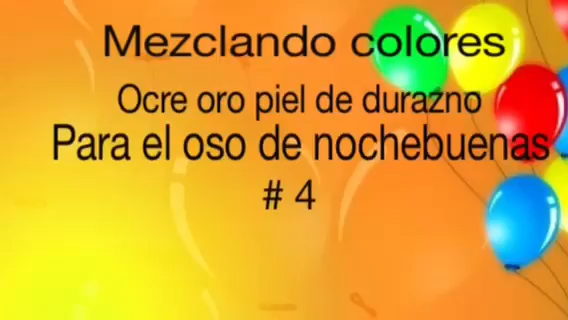 Mezclando colores
Ocre oro piel de durazno
Para el oso de nochebuenas
# 4